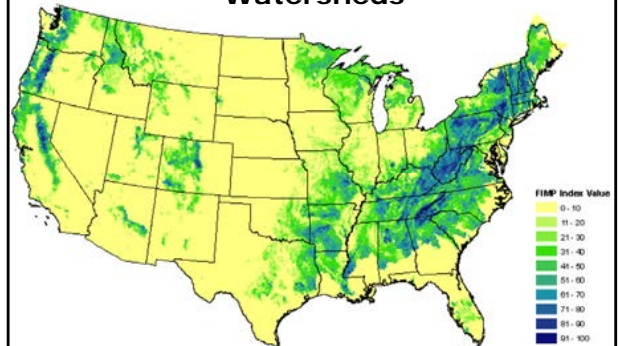 Watersheds
FIMP Index Value
0 - 10
11 - 20
21 - 30
31 - 40
41 - 50
51 - 60
61 - 70
71 - 80
81 - 90
91 - 100